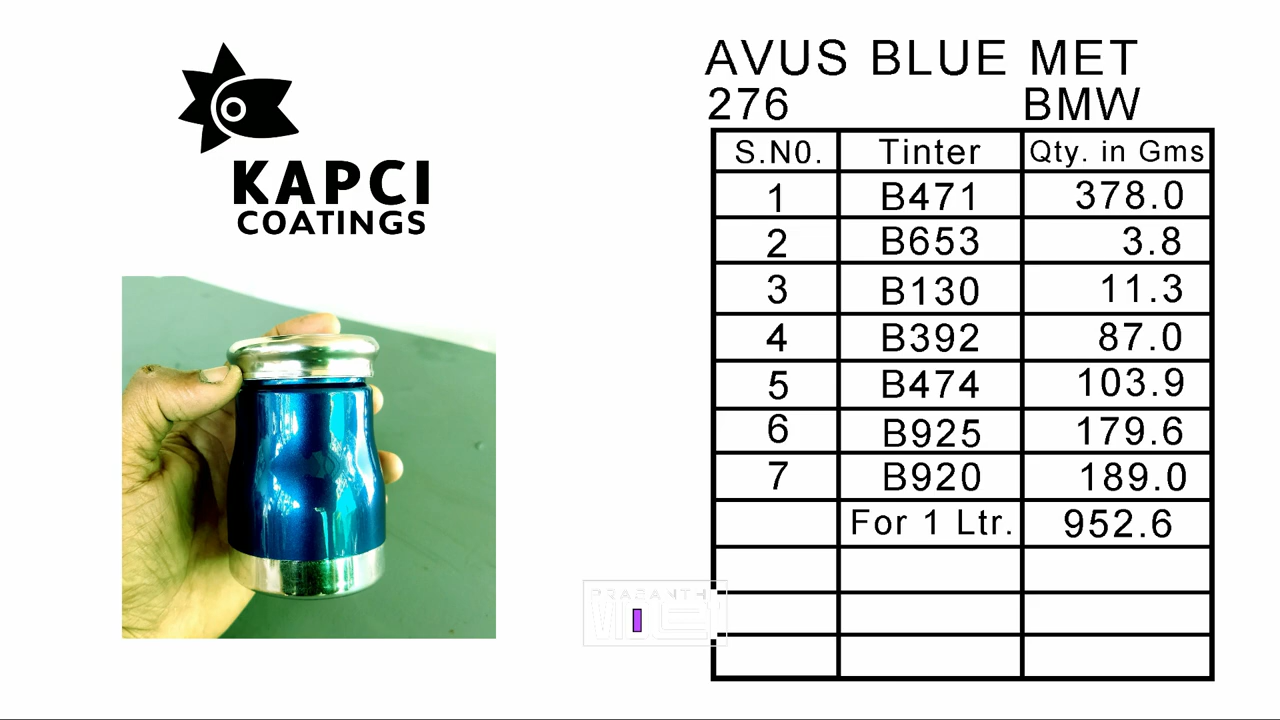 KAPCI
COATINGS
AVUS BLUE MET
276 BMW
S.N0. Tinter Qty. in Gms
1 B471 378.0
2 B653 3.8
3 B130 11.3
4 B392 87.0
5 B474 103.9
6 B925 179.6
7 B920 189.0
For 1 Ltr. 952.6
PRASANTH